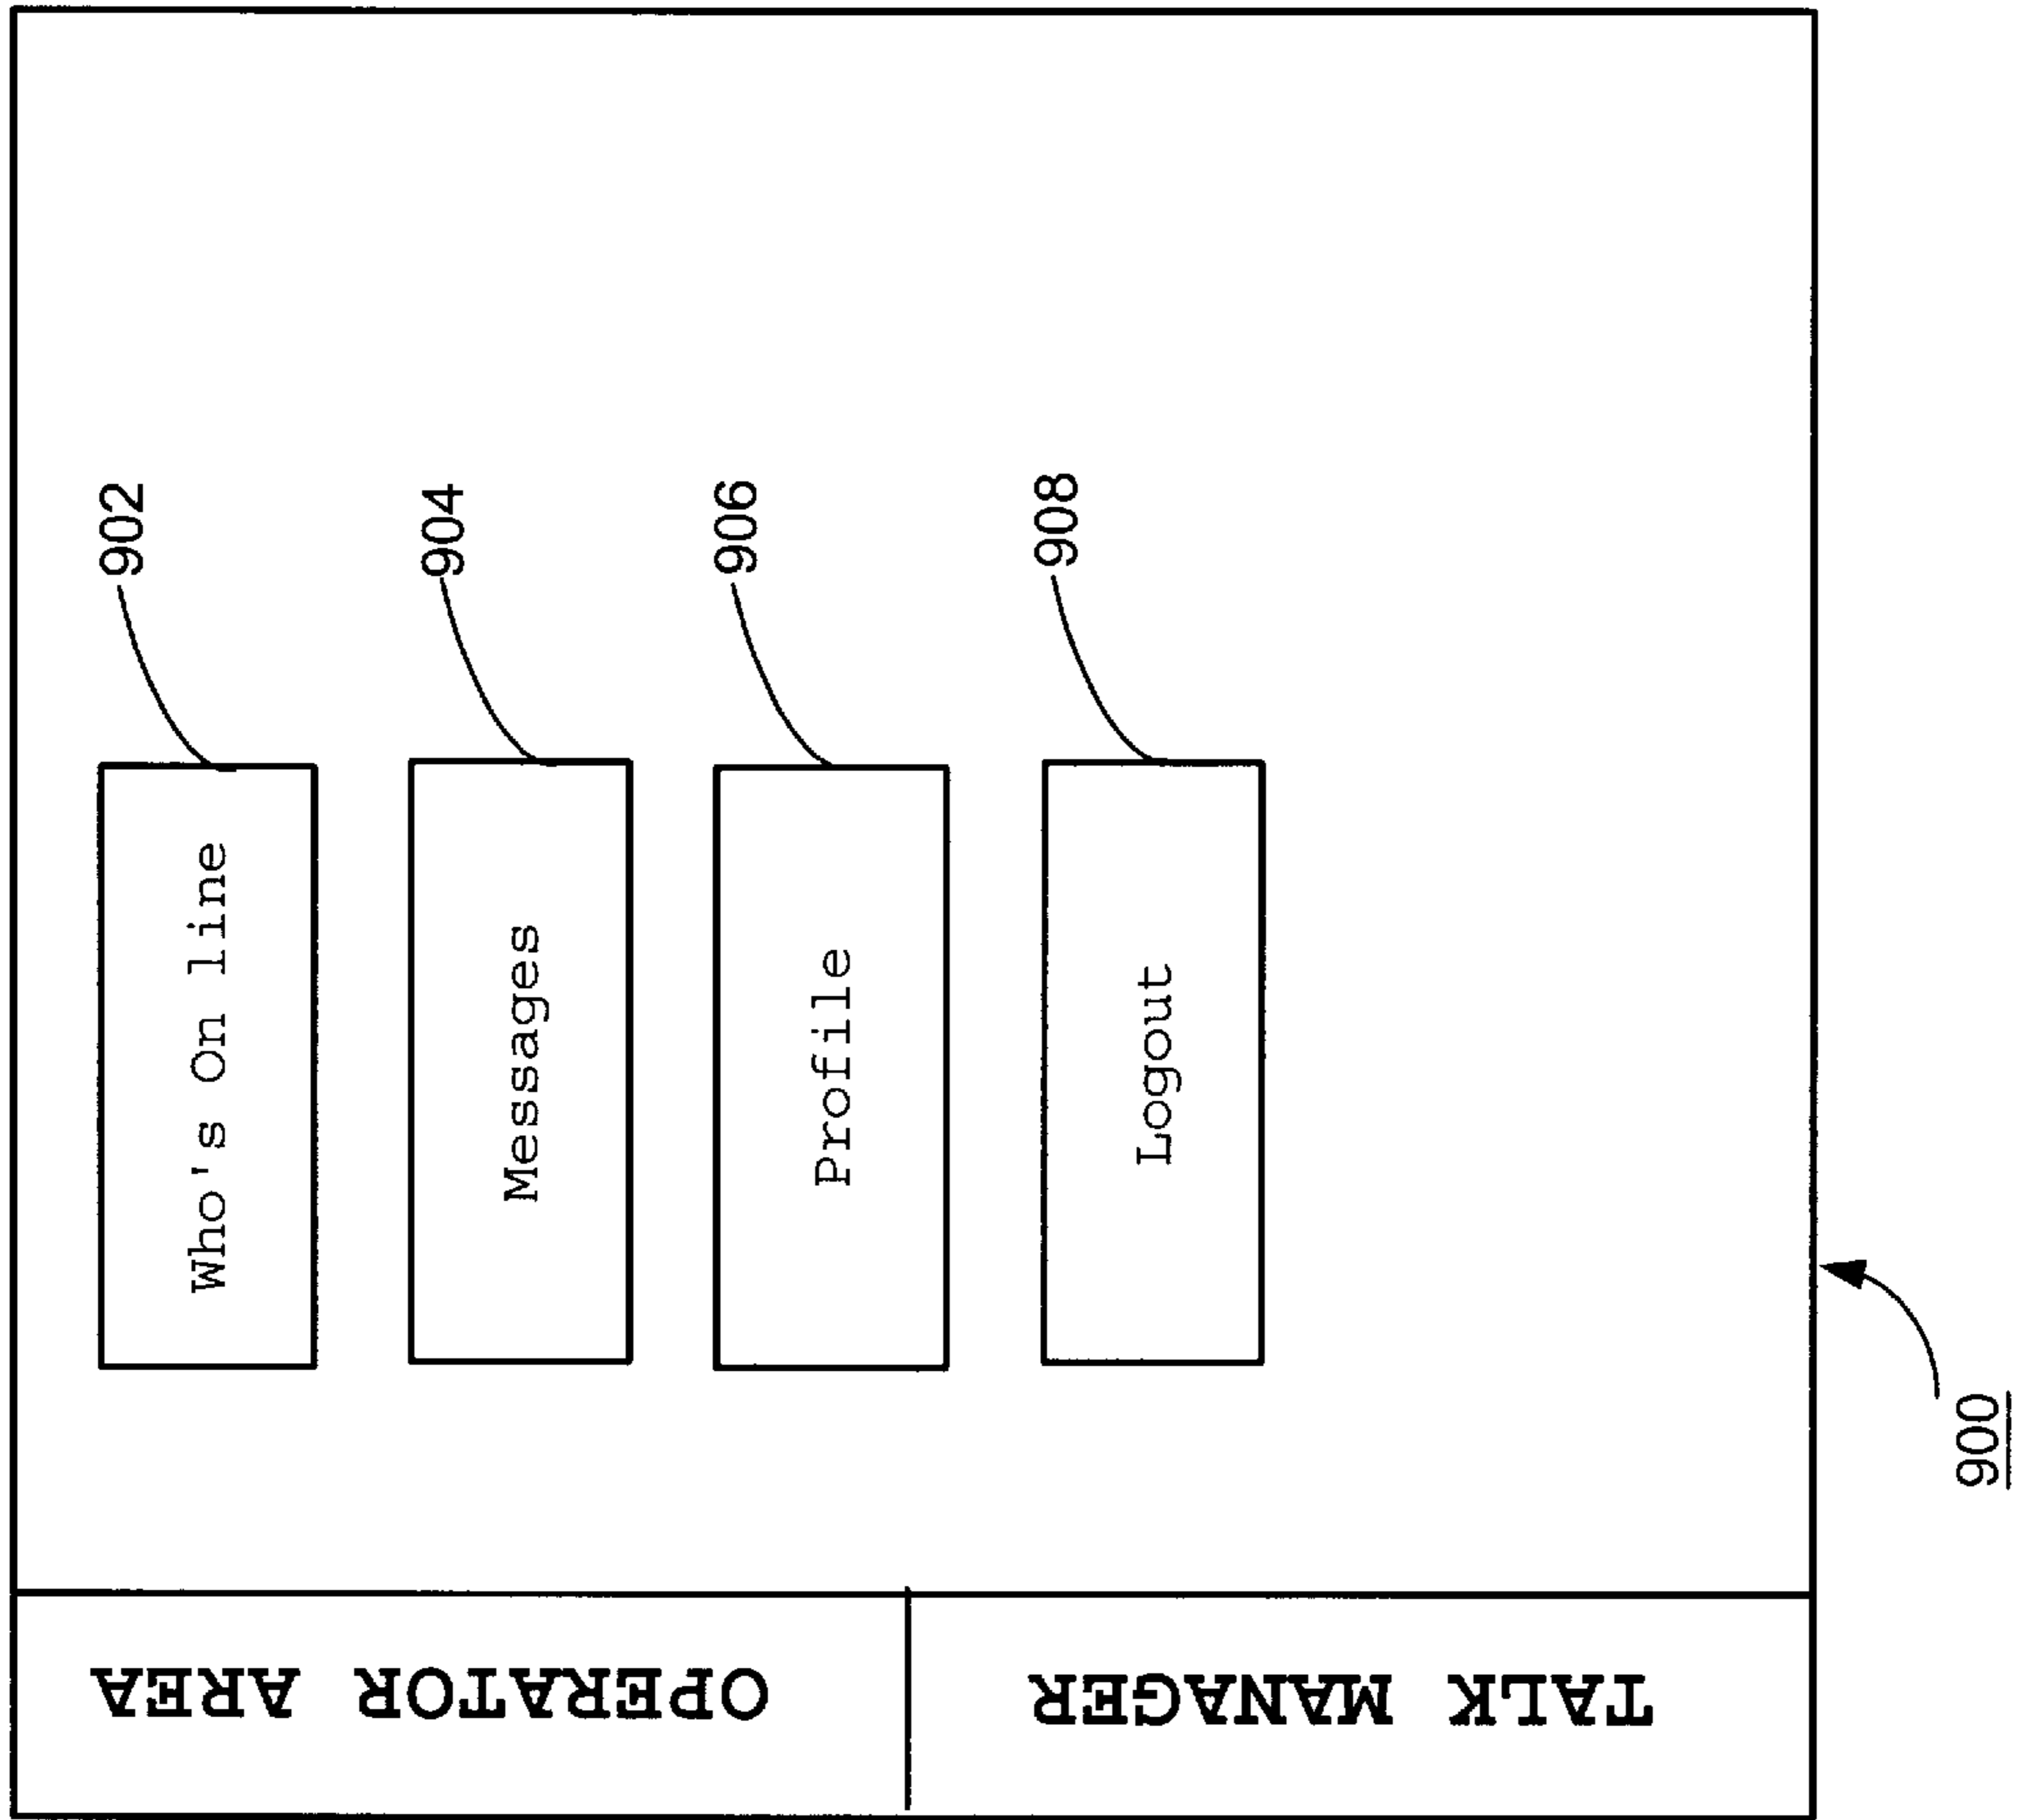 OPERATOR AREA
TALK MANAGER
Who's On line
902
Messages
904
Profile
906
Logout
908
900